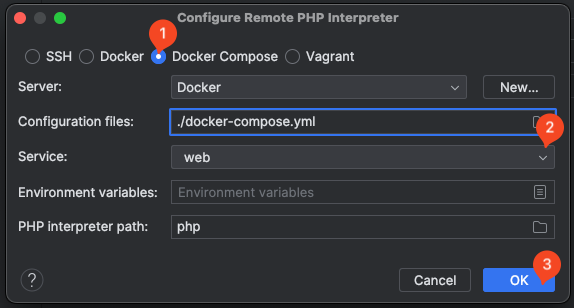 Configure Remote PHP Interpreter
1
SSH Docker Docker Compose Vagrant
Server: Docker New...
Configuration files: ./docker-compose.yml
2
Service: web
Environment variables: Environment variables
PHP interpreter path: php
3
? Cancel OK